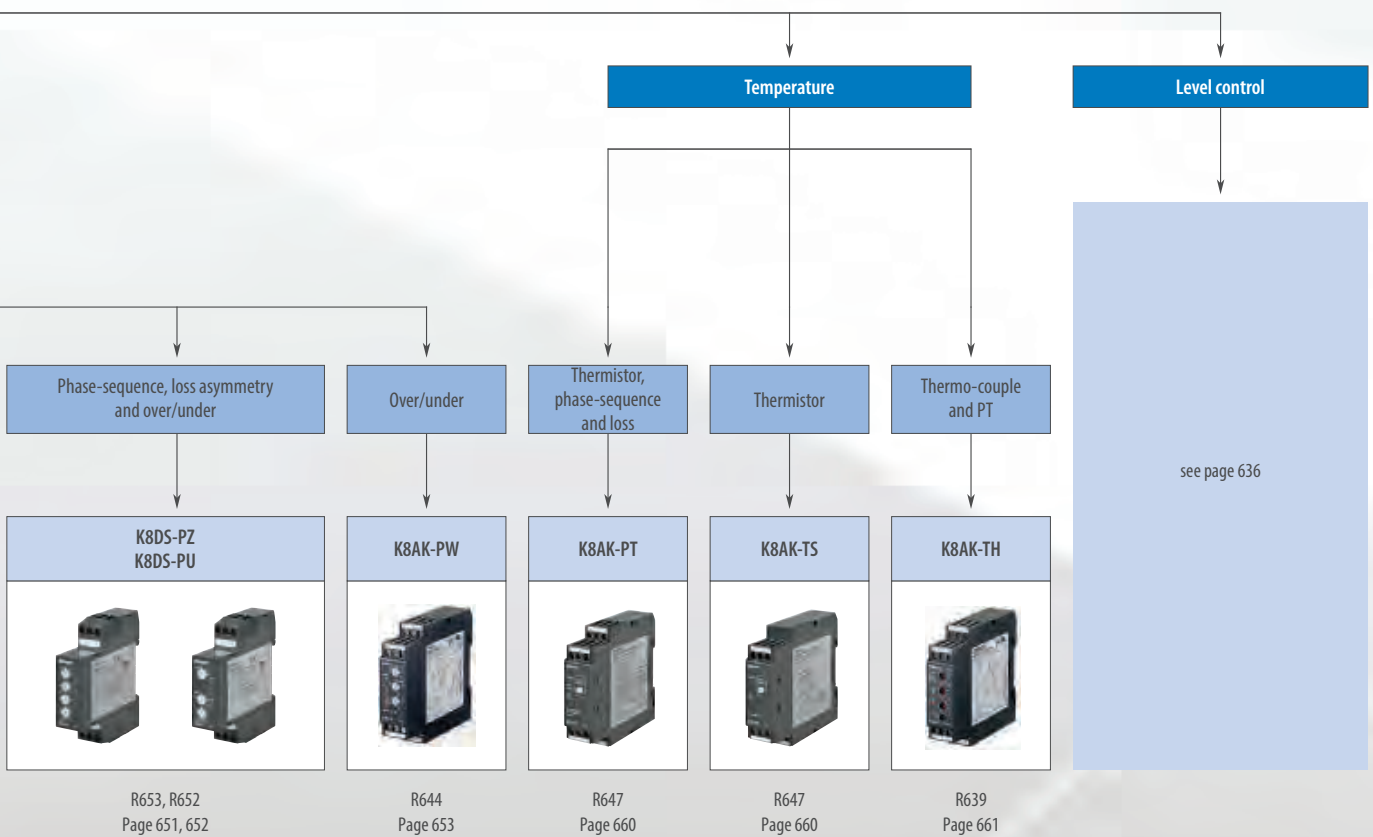 Temperature
Level control
Phase-sequence, loss asymmetry
and over/under
Over/under
Thermistor,
phase-sequence
and loss
Thermistor
Thermo-couple
and PT
see page 636
K8DS-PZ
K8DS-PU
K8AK-PW
K8AK-PT
K8AK-TS
K8AK-TH
R653, R652
Page 651, 652
R644
Page 653
R647
Page 660
R647
Page 660
R639
Page 661